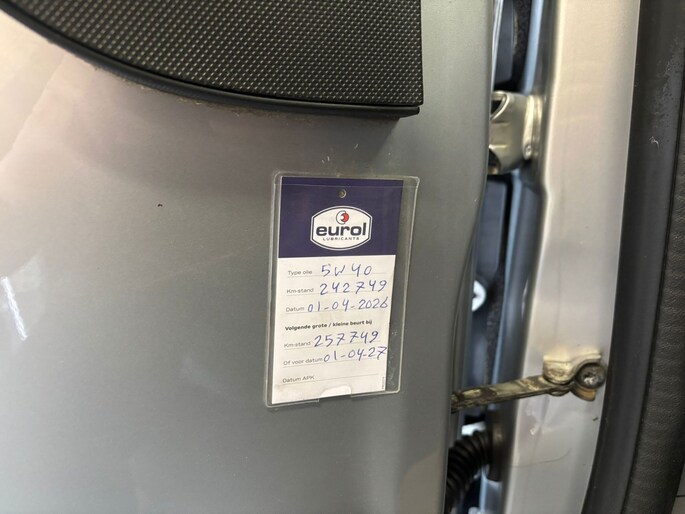 eurol
LUBRICANTS
Type olie 5W40
Km-stand 242749
Datum 01-04-2026
Volgende grote / kleine beurt bij
Km-stand 257749
Of voor datum 01-04-27
Datum APK